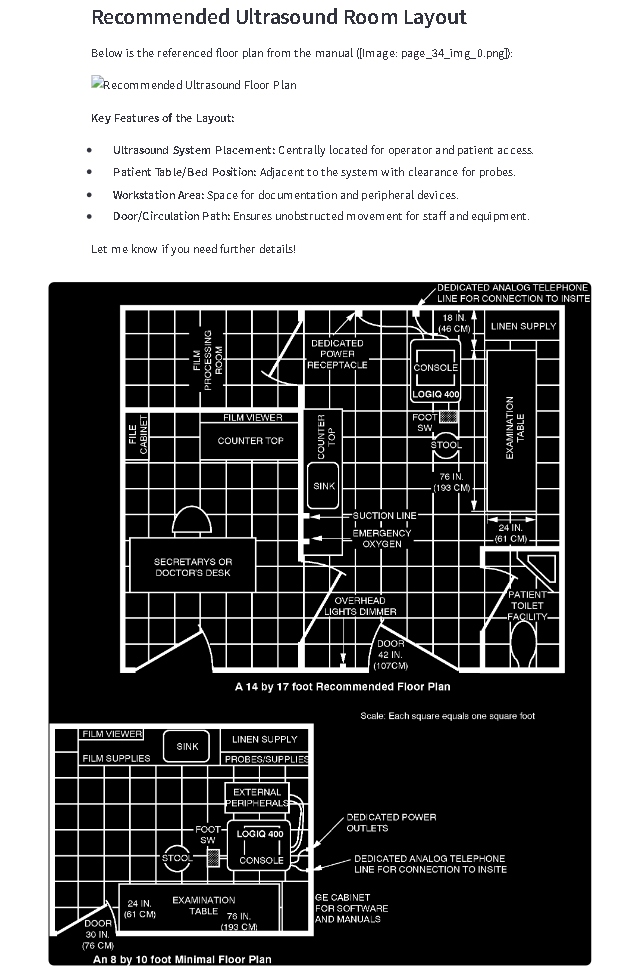 Recommended Ultrasound Room Layout
Below is the referenced floor plan from the manual ([Image: page_34_img_0.png]):
Recommended Ultrasound Floor Plan
Key Features of the Layout:
Ultrasound System Placement: Centrally located for operator and patient access.
Patient Table/Bed Position: Adjacent to the system with clearance for probes.
Workstation Area: Space for documentation and peripheral devices.
Door/Circulation Path: Ensures unobstructed movement for staff and equipment.
Let me know if you need further details!
DEDICATED ANALOG TELEPHONE
LINE FOR CONNECTION TO INSITE
18 IN.
(46 CM)
LINEN SUPPLY
FILM
PROCESSING
ROOM
DEDICATED
POWER
RECEPTACLE
CONSOLE
LOGIQ 400
FILE
CABINET
FILM VIEWER
COUNTER TOP
COUNTER
TOP
FOOT
SW
STOOL
EXAMINATION
TABLE
SINK
76 IN.
(193 CM)
SUCTION LINE
EMERGENCY
OXYGEN
24 IN.
(61 CM)
SECRETARYS OR
DOCTOR'S DESK
OVERHEAD
LIGHTS DIMMER
PATIENT
TOILET
FACILITY
DOOR
42 IN.
(107CM)
A 14 by 17 foot Recommended Floor Plan
Scale: Each square equals one square foot
FILM VIEWER
SINK
LINEN SUPPLY
FILM SUPPLIES
PROBES/SUPPLIES
EXTERNAL
PERIPHERALS
FOOT
SW
LOGIQ 400
CONSOLE
STOOL
DEDICATED POWER
OUTLETS
DEDICATED ANALOG TELEPHONE
LINE FOR CONNECTION TO INSITE
24 IN.
(61 CM)
EXAMINATION
TABLE
76 IN.
(193 CM)
GE CABINET
FOR SOFTWARE
AND MANUALS
DOOR
30 IN.
(76 CM)
An 8 by 10 foot Minimal Floor Plan